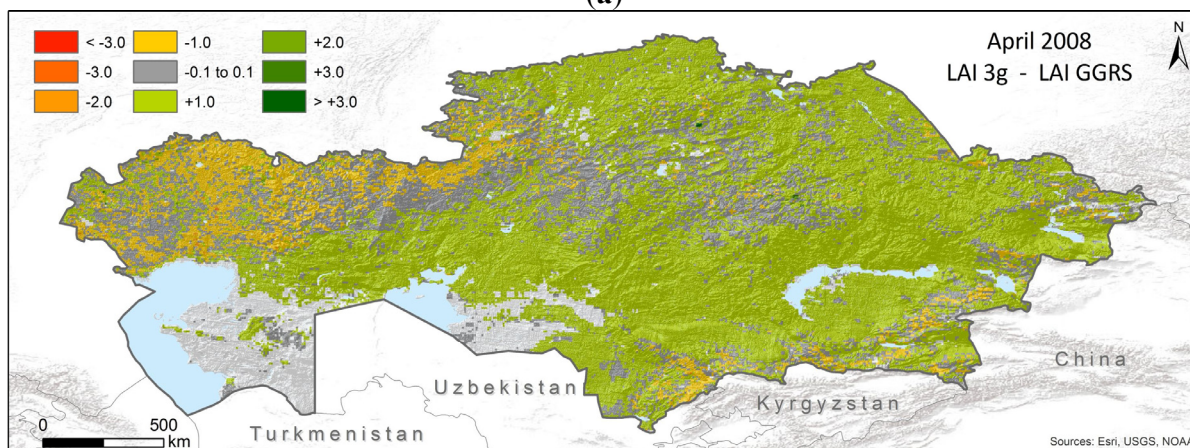 (a)
< -3.0 -1.0 +2.0
-3.0 -0.1 to 0.1 +3.0
-2.0 +1.0 > +3.0
April 2008
LAI 3g - LAI GGRS
N
China
Uzbekistan
Kyrgyzstan
0 500
km
Turkmenistan
Sources: Esri, USGS, NOAA